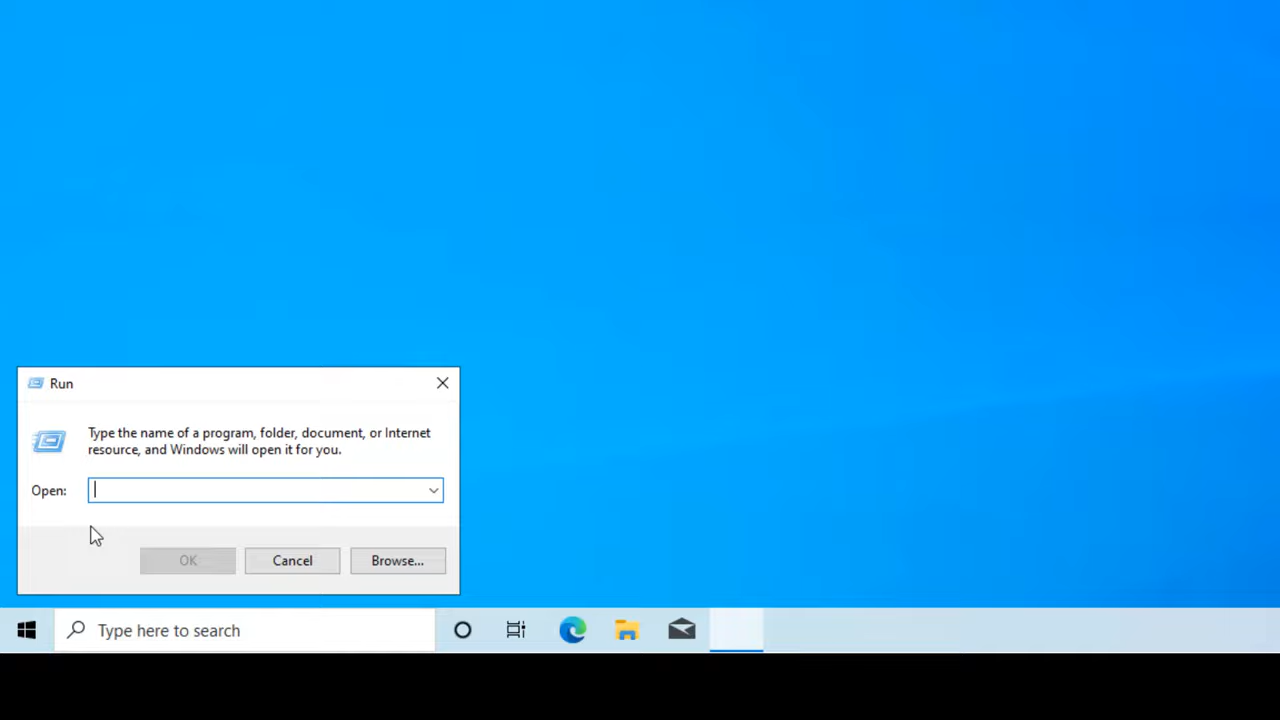 Run
Type the name of a program, folder, document, or Internet
resource, and Windows will open it for you.
Open:
OK
Cancel
Browse...
Type here to search